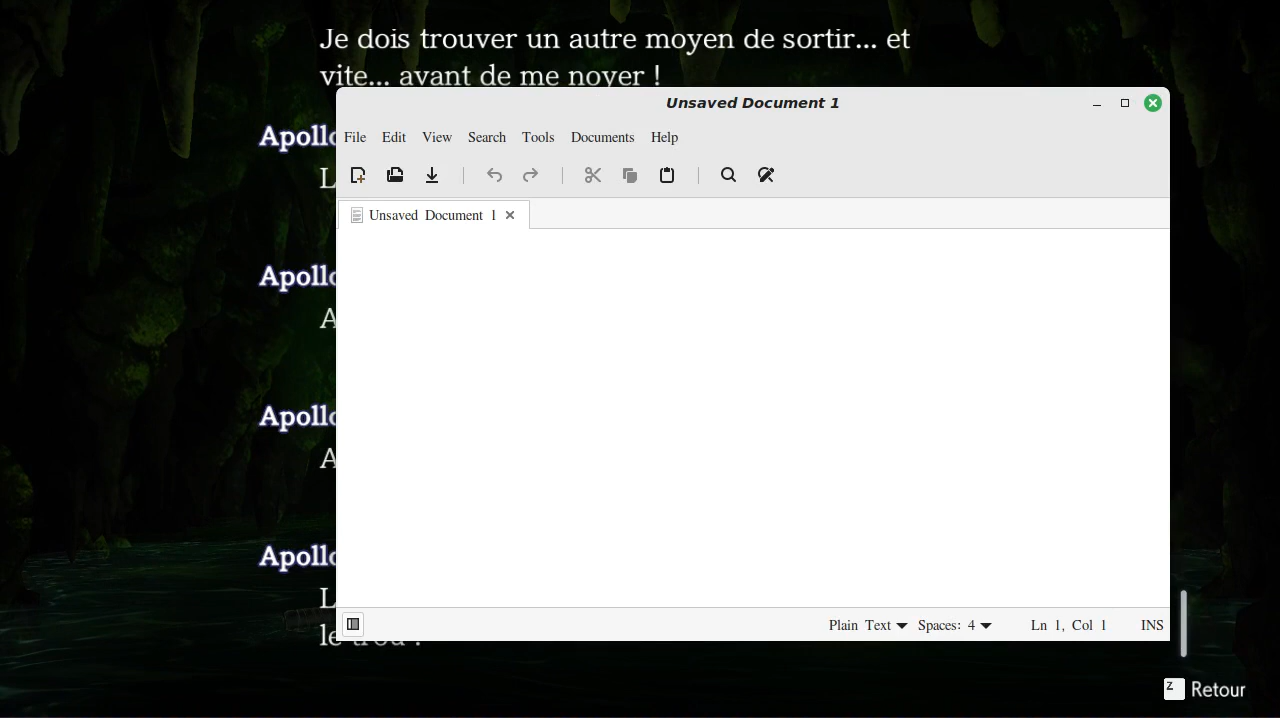 Je dois trouver un autre moyen de sortir... et
vite... avant de me noyer !
Unsaved Document 1
File Edit View Search Tools Documents Help
Unsaved Document 1
Plain Text Spaces: 4 Ln 1, Col 1 INS
Z Retour